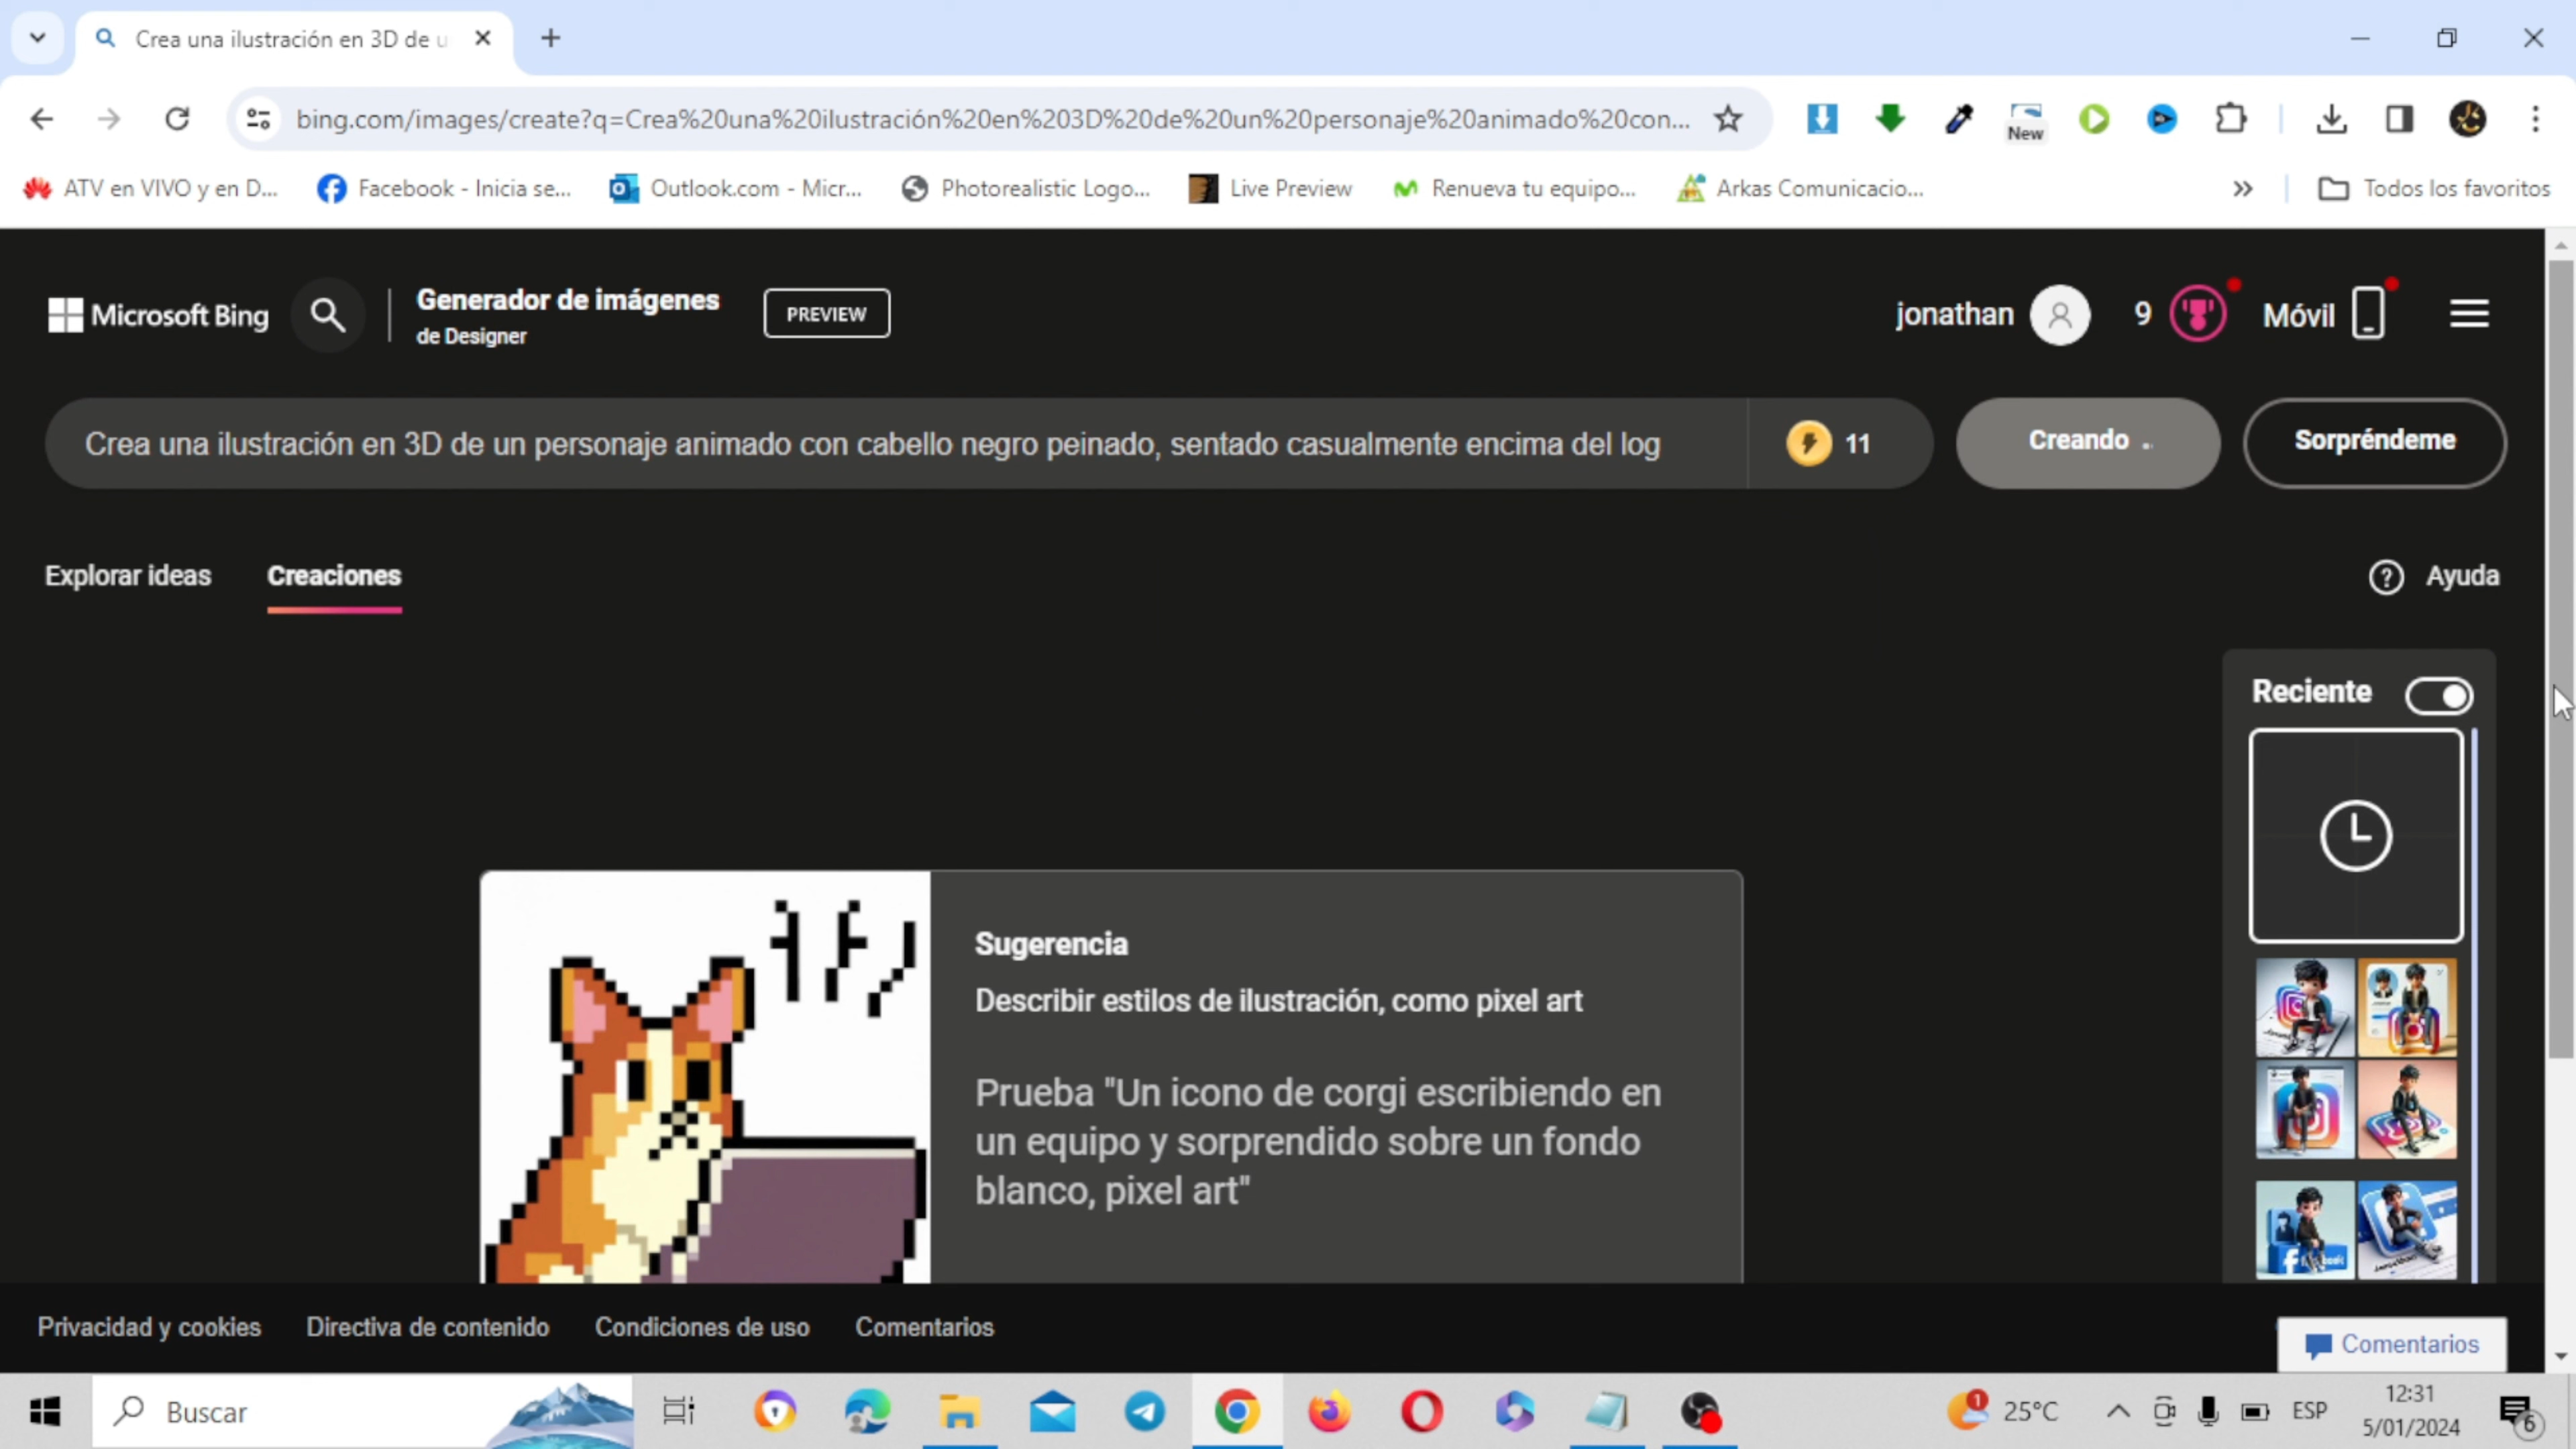 Crea una ilustración en 3D de u
bing.com/images/create?q=Crea%20una%20ilustración%20en%203D%20de%20un%20personaje%20animado%20con...
New
ATV en VIVO y en D...
Facebook - Inicia se...
Outlook.com - Micr...
Photorealistic Logo...
Live Preview
Renueva tu equipo...
Arkas Comunicacio...
Todos los favoritos
Microsoft Bing
Generador de imágenes
de Designer
PREVIEW
jonathan
9
Móvil
Crea una ilustración en 3D de un personaje animado con cabello negro peinado, sentado casualmente encima del log
11
Creando ..
Sorpréndeme
Explorar ideas
Creaciones
Ayuda
Reciente
Sugerencia
Describir estilos de ilustración, como pixel art
Prueba "Un icono de corgi escribiendo en
un equipo y sorprendido sobre un fondo
blanco, pixel art"
Privacidad y cookies
Directiva de contenido
Condiciones de uso
Comentarios
Comentarios
Buscar
1
25°C
ESP
12:31
5/01/2024
6